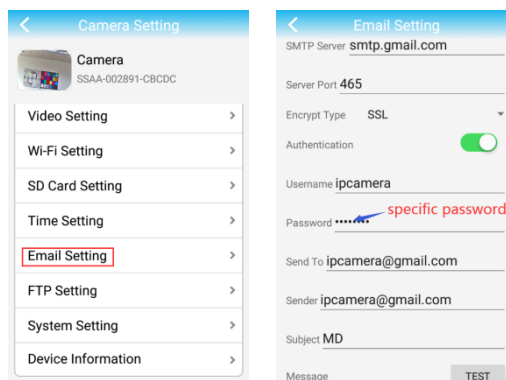 Camera Setting
Camera
SSAA-002891-CBCDC
Video Setting
Wi-Fi Setting
SD Card Setting
Time Setting
Email Setting
FTP Setting
System Setting
Device Information
Email Setting
SMTP Server smtp.gmail.com
Server Port 465
Encrypt Type SSL
Authentication
Username ipcamera
specific password
Password ••••••••
Send To ipcamera@gmail.com
Sender ipcamera@gmail.com
Subject MD
Message TEST